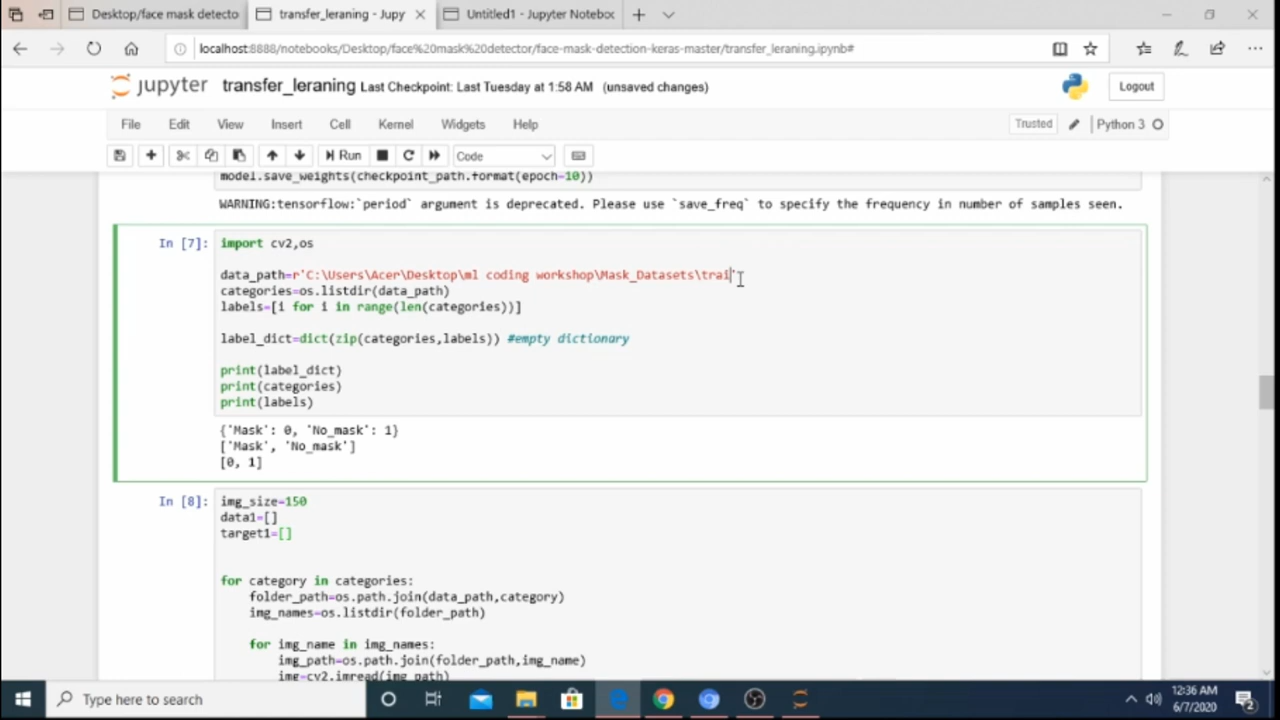 Desktop/face mask detecto
transfer_leraning - Jupy
Untitled1 - Jupyter Notebook
localhost:8888/notebooks/Desktop/face%20mask%20detector/face-mask-detection-keras-master/transfer_leraning.ipynb#
jupyter transfer_leraning Last Checkpoint: Last Tuesday at 1:58 AM (unsaved changes)
Logout
File Edit View Insert Cell Kernel Widgets Help
Trusted
Python 3
Run
Code
model.save_weights(checkpoint_path.format(epoch=10))
WARNING:tensorflow:`period` argument is deprecated. Please use `save_freq` to specify the frequency in number of samples seen.
In [7]:
import cv2,os
data_path=r'C:\Users\Acer\Desktop\ml coding workshop\Mask_Datasets\trai'
categories=os.listdir(data_path)
labels=[i for i in range(len(categories))]
label_dict=dict(zip(categories,labels)) #empty dictionary
print(label_dict)
print(categories)
print(labels)
{'Mask': 0, 'No_mask': 1}
['Mask', 'No_mask']
[0, 1]
In [8]:
img_size=150
data1=[]
target1=[]
for category in categories:
folder_path=os.path.join(data_path,category)
img_names=os.listdir(folder_path)
for img_name in img_names:
img_path=os.path.join(folder_path,img_name)
img=cv2.imread(img_path)
Type here to search
12:36 AM
6/7/2020
2